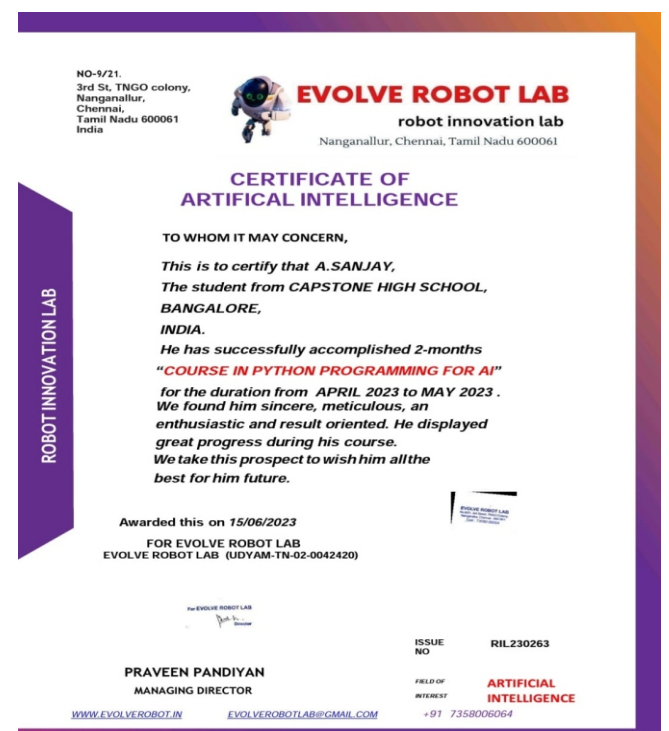 NO-9/21.
3rd St, TNGO colony,
Nanganallur,
Chennai,
Tamil Nadu 600061
India
EVOLVE ROBOT LAB
robot innovation lab
Nanganallur, Chennai, Tamil Nadu 600061
CERTIFICATE OF
ARTIFICAL INTELLIGENCE
ROBOT INNOVATION LAB
TO WHOM IT MAY CONCERN,
This is to certify that A.SANJAY,
The student from CAPSTONE HIGH SCHOOL,
BANGALORE,
INDIA.
He has successfully accomplished 2-months
“COURSE IN PYTHON PROGRAMMING FOR AI”
for the duration from APRIL 2023 to MAY 2023 .
We found him sincere, meticulous, an
enthusiastic and result oriented. He displayed
great progress during his course.
We take this prospect to wish him all the
best for him future.
EVOLVE ROBOT LAB
Awarded this on 15/06/2023
FOR EVOLVE ROBOT LAB
EVOLVE ROBOT LAB (UDYAM-TN-02-0042420)
For EVOLVE ROBOT LAB
Director
PRAVEEN PANDIYAN
MANAGING DIRECTOR
ISSUE NO RIL230263
FIELD OF INTEREST ARTIFICIAL INTELLIGENCE
WWW.EVOLVEROBOT.IN EVOLVEROBOTLAB@GMAIL.COM +91 7358006064